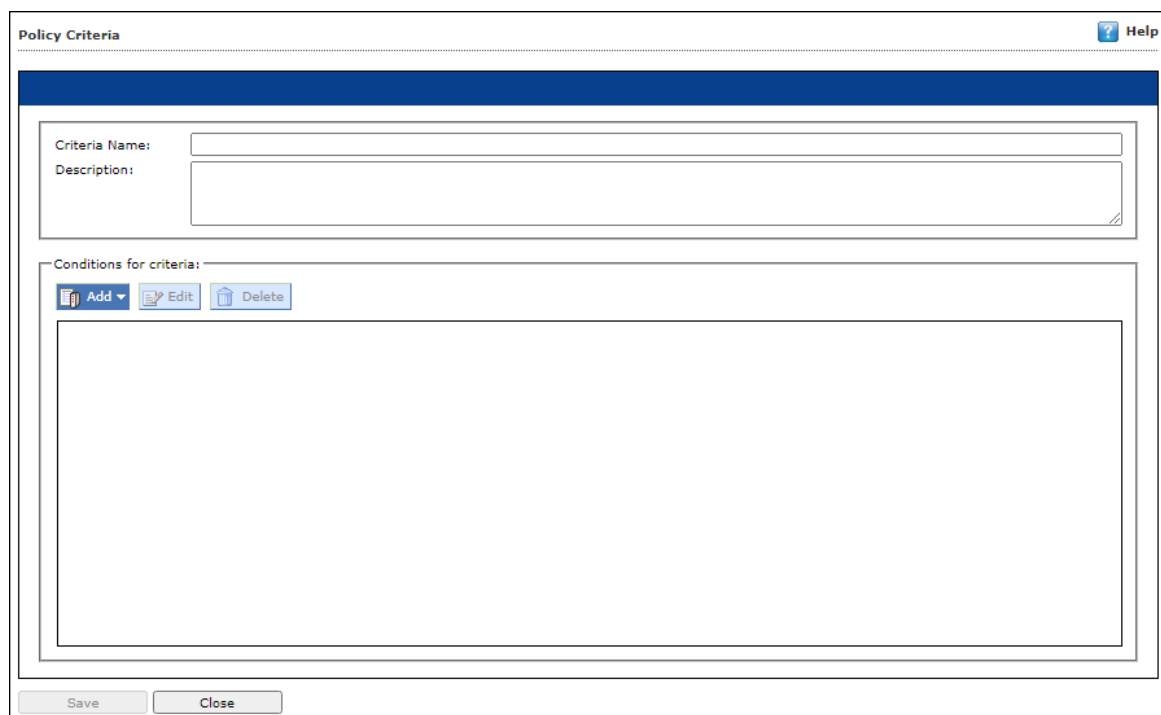 Policy Criteria
? Help
Criteria Name:
Description:
Conditions for criteria:
Add Edit Delete
Save Close